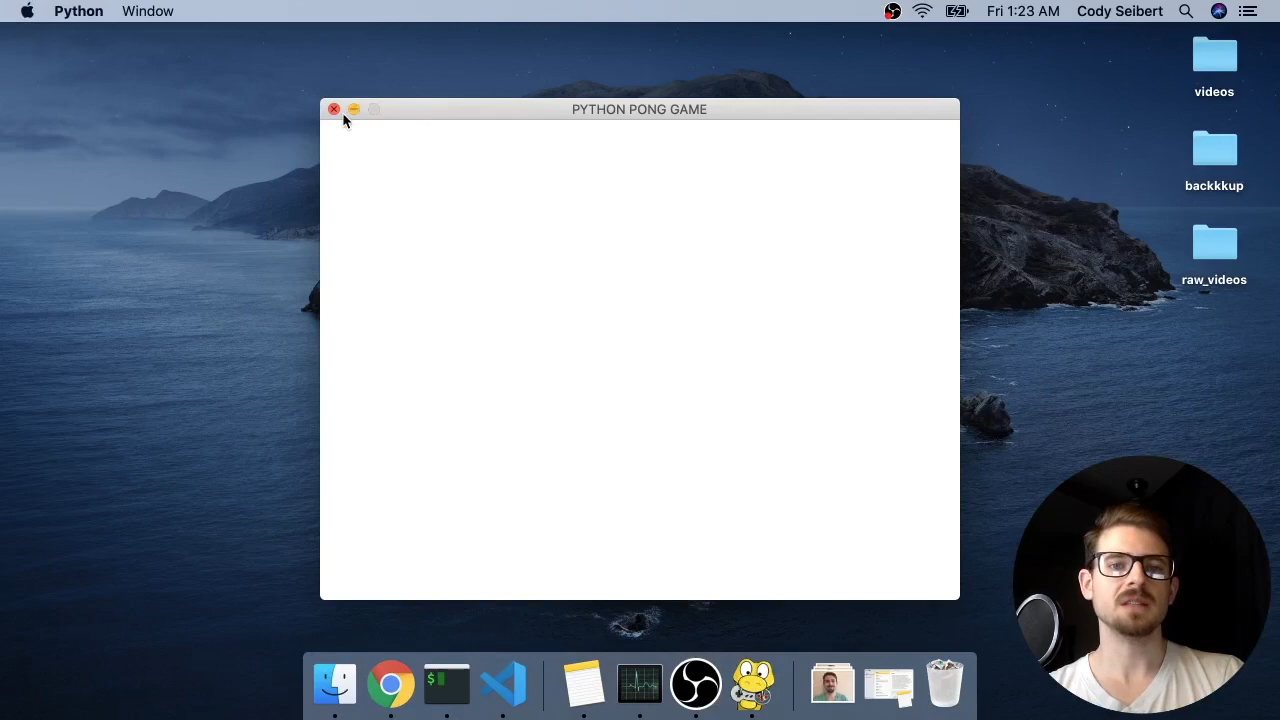 Python Window Fri 1:23 AM Cody Seibert
videos
PYTHON PONG GAME
backkkup
raw_videos
$